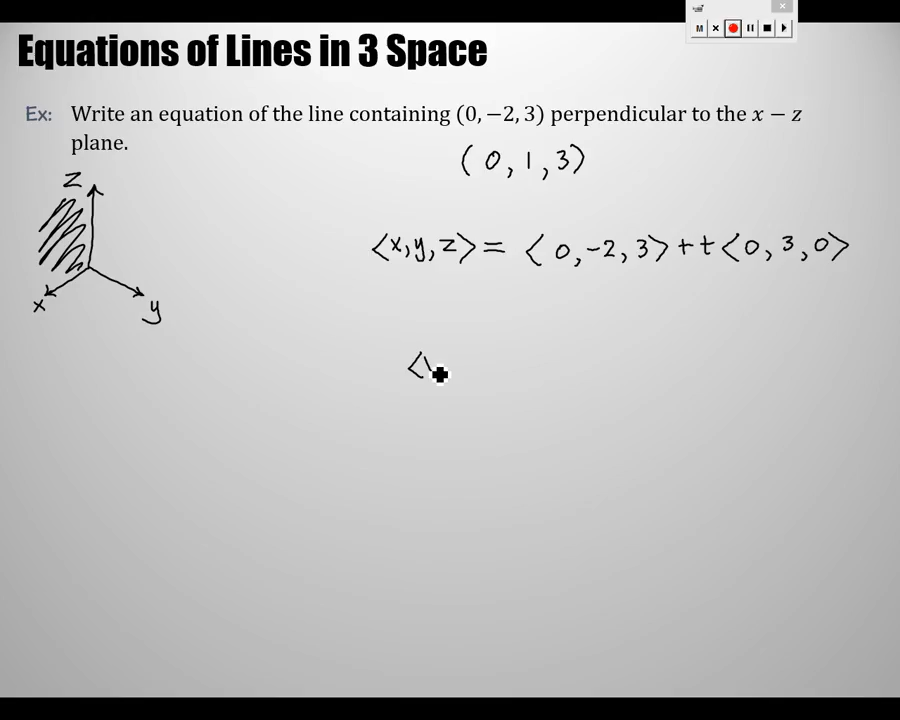 M
Equations of Lines in 3 Space
Ex: Write an equation of the line containing (0, −2, 3) perpendicular to the x − z
plane.
(0, 1, 3)
z
<x, y, z> = <0, -2, 3> + t<0, 3, 0>
x
y
<\